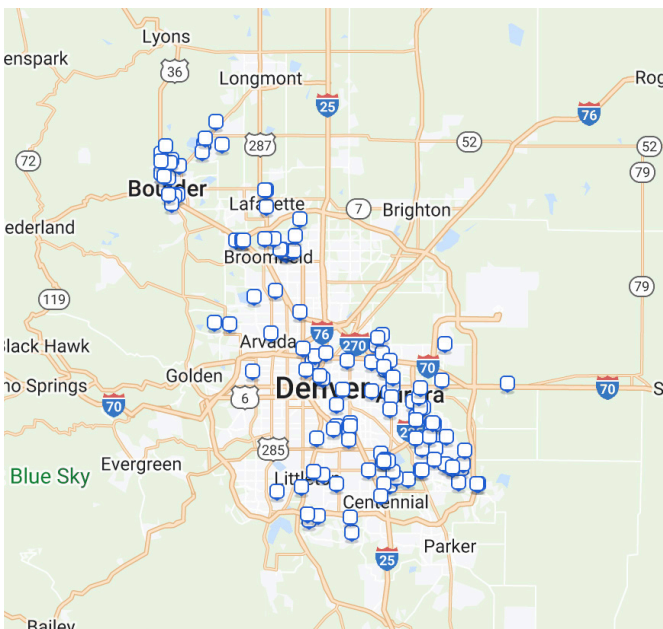 Lyons
enspark
36
Longmont
Rog
25
76
287
52
52
72
79
Boulder
Lafayette
7
Brighton
ederland
Broomfield
79
119
76
Black Hawk
Arvada
270
70
no Springs
Golden
6
Denver
Aurora
70
S
70
285
Evergreen
Blue Sky
Littleton
Centennial
Parker
25
Bailey